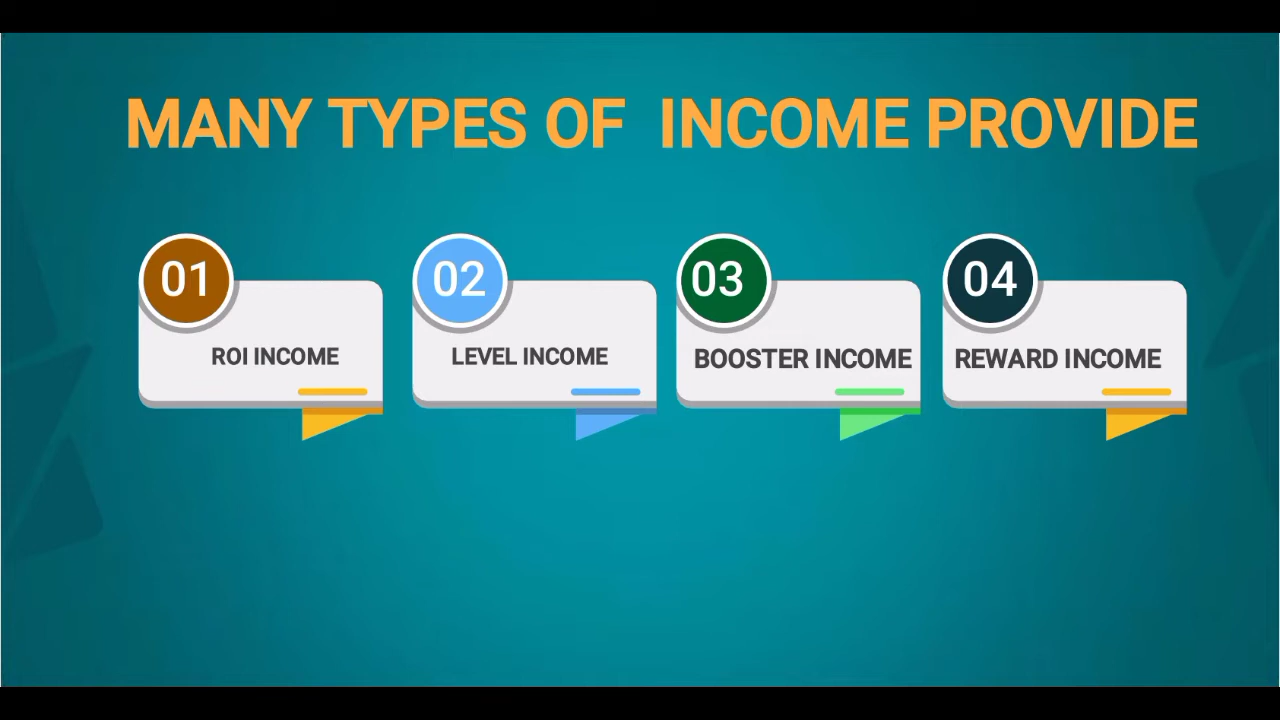 MANY TYPES OF INCOME PROVIDE
01
ROI INCOME
02
LEVEL INCOME
03
BOOSTER INCOME
04
REWARD INCOME